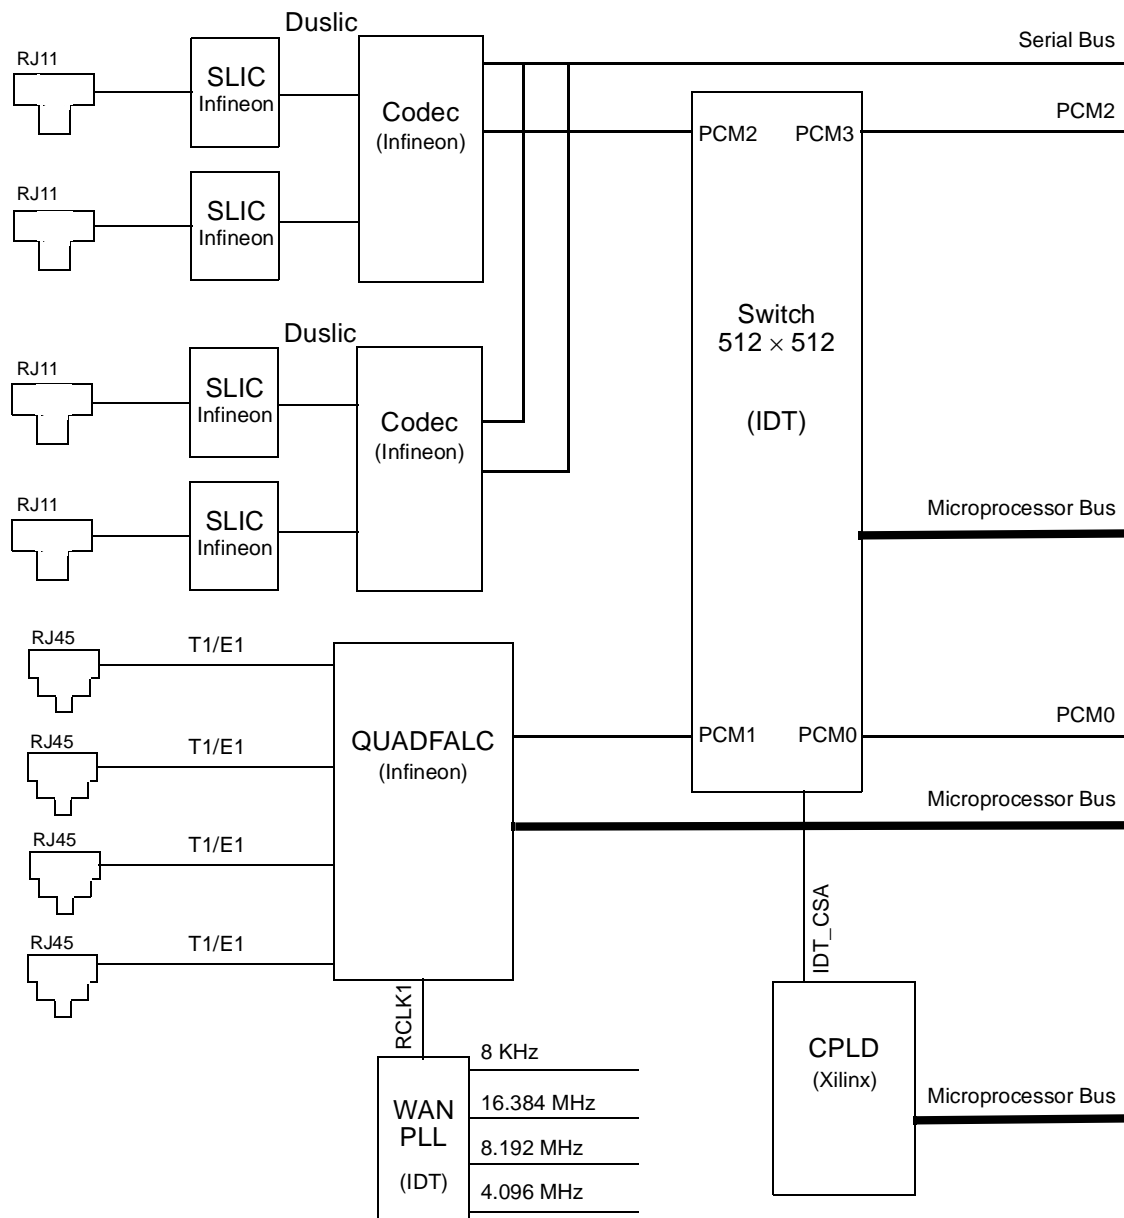 Duslic
Serial Bus
RJ11
SLIC
Infineon
Codec
(Infineon)
PCM2
PCM3
PCM2
RJ11
SLIC
Infineon
Switch
512 × 512
(IDT)
Duslic
RJ11
SLIC
Infineon
Codec
(Infineon)
RJ11
SLIC
Infineon
Microprocessor Bus
RJ45
T1/E1
QUADFALC
(Infineon)
PCM1
PCM0
PCM0
RJ45
T1/E1
Microprocessor Bus
RJ45
T1/E1
RJ45
T1/E1
IDT_CSA
RCLK1
WAN
PLL
(IDT)
8 KHz
16.384 MHz
8.192 MHz
4.096 MHz
CPLD
(Xilinx)
Microprocessor Bus